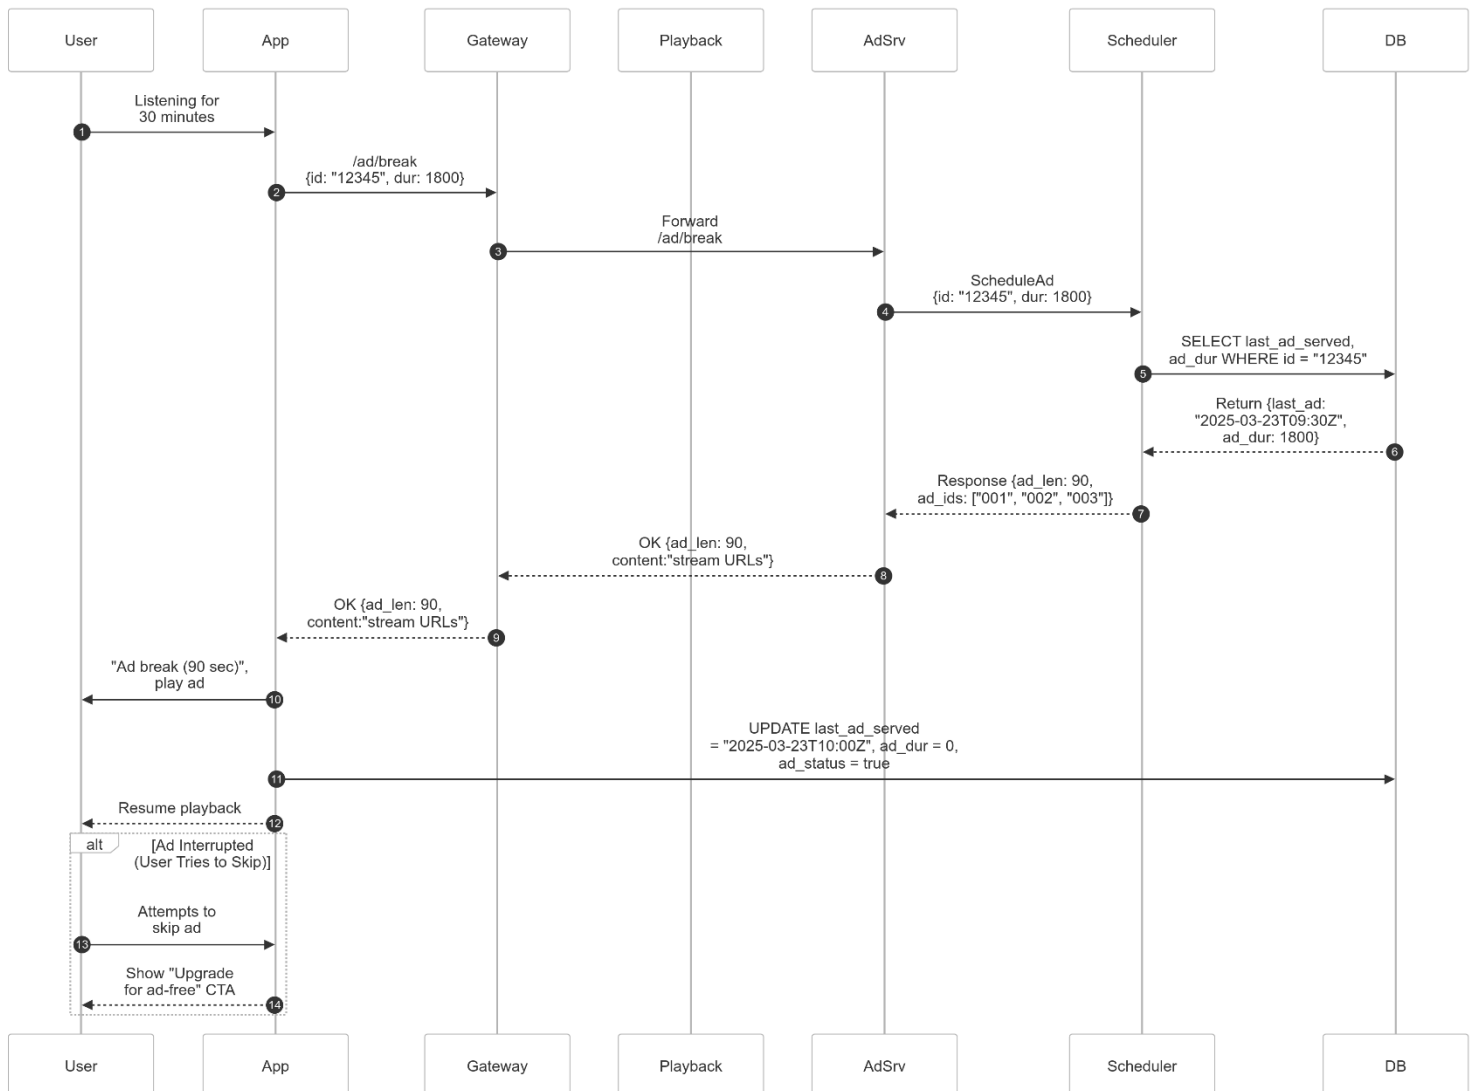 User
App
Gateway
Playback
AdSrv
Scheduler
DB
Listening for
30 minutes
1
/ad/break
{id: "12345", dur: 1800}
2
Forward
/ad/break
3
ScheduleAd
{id: "12345", dur: 1800}
4
SELECT last_ad_served,
ad_dur WHERE id = "12345"
5
Return {last_ad:
"2025-03-23T09:30Z",
ad_dur: 1800}
6
Response {ad_len: 90,
ad_ids: ["001", "002", "003"]}
7
OK {ad_len: 90,
content:"stream URLs"}
8
OK {ad_len: 90,
content:"stream URLs"}
9
"Ad break (90 sec)",
play ad
10
UPDATE last_ad_served
= "2025-03-23T10:00Z", ad_dur = 0,
ad_status = true
11
Resume playback
12
alt
[Ad Interrupted
(User Tries to Skip)]
Attempts to
skip ad
13
Show "Upgrade
for ad-free" CTA
14
User
App
Gateway
Playback
AdSrv
Scheduler
DB